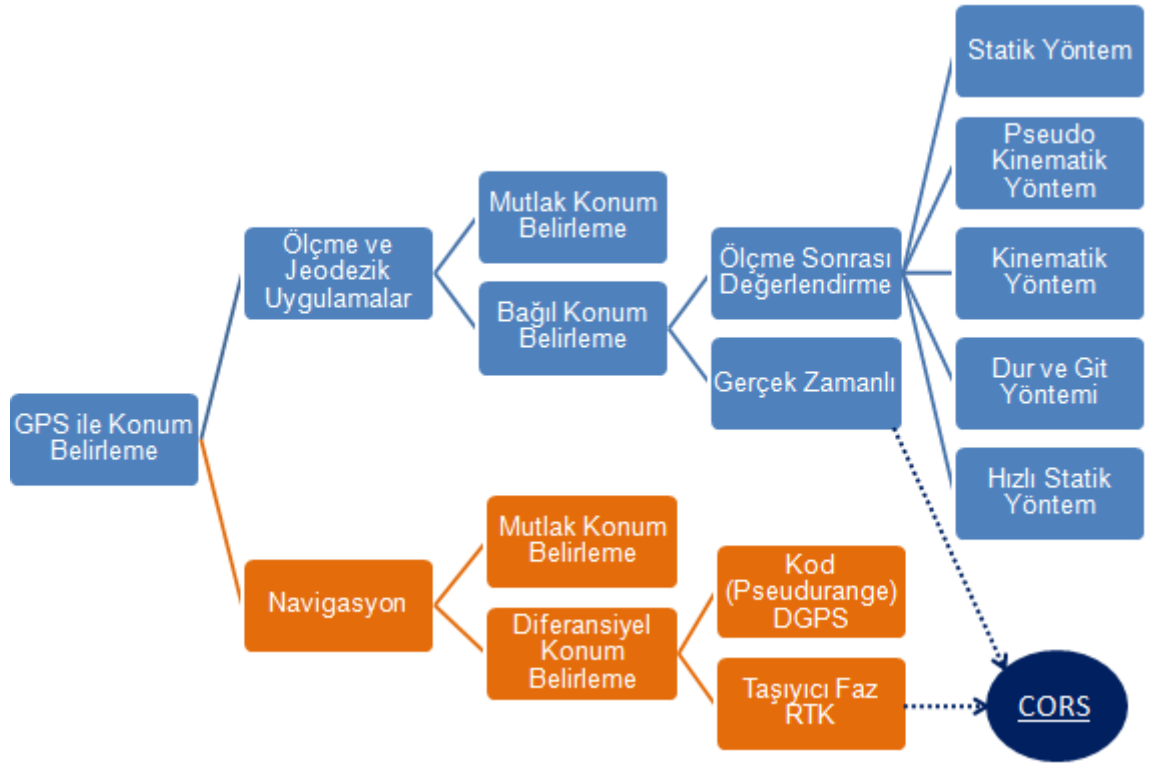 GPS ile Konum
Belirleme
Ölçme ve
Jeodezik
Uygulamalar
Mutlak Konum
Belirleme
Bağıl Konum
Belirleme
Ölçme Sonrası
Değerlendirme
Gerçek Zamanlı
Statik Yöntem
Pseudo
Kinematik
Yöntem
Kinematik
Yöntem
Dur ve Git
Yöntemi
Hızlı Statik
Yöntem
Navigasyon
Mutlak Konum
Belirleme
Diferansiyel
Konum
Belirleme
Kod
(Pseudurange)
DGPS
Taşıyıcı Faz
RTK
CORS